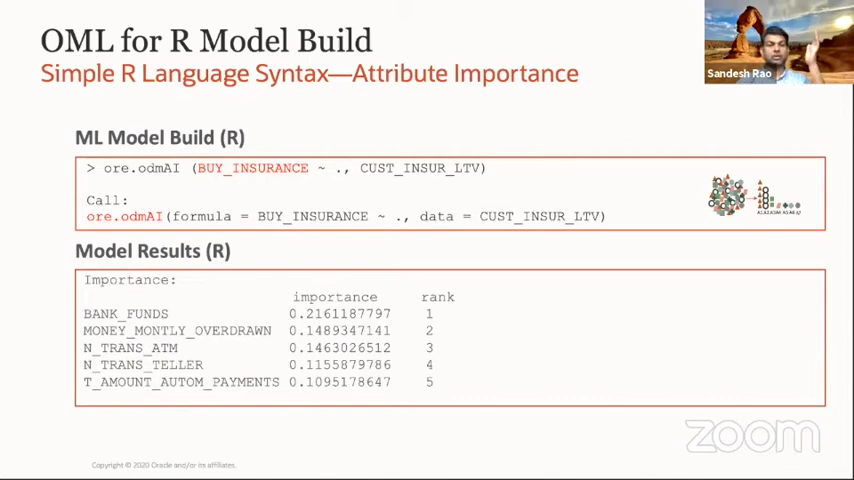 OML for R Model Build
Simple R Language Syntax—Attribute Importance
Sandesh Rao
ML Model Build (R)
> ore.odmAI (BUY_INSURANCE ~ ., CUST_INSUR_LTV)
Call:
ore.odmAI(formula = BUY_INSURANCE ~ ., data = CUST_INSUR_LTV)
Model Results (R)
Importance:
importance rank
BANK_FUNDS 0.2161187797 1
MONEY_MONTLY_OVERDRAWN 0.1489347141 2
N_TRANS_ATM 0.1463026512 3
N_TRANS_TELLER 0.1155879786 4
T_AMOUNT_AUTOM_PAYMENTS 0.1095178647 5
zoom
Copyright © 2020 Oracle and/or its affiliates.